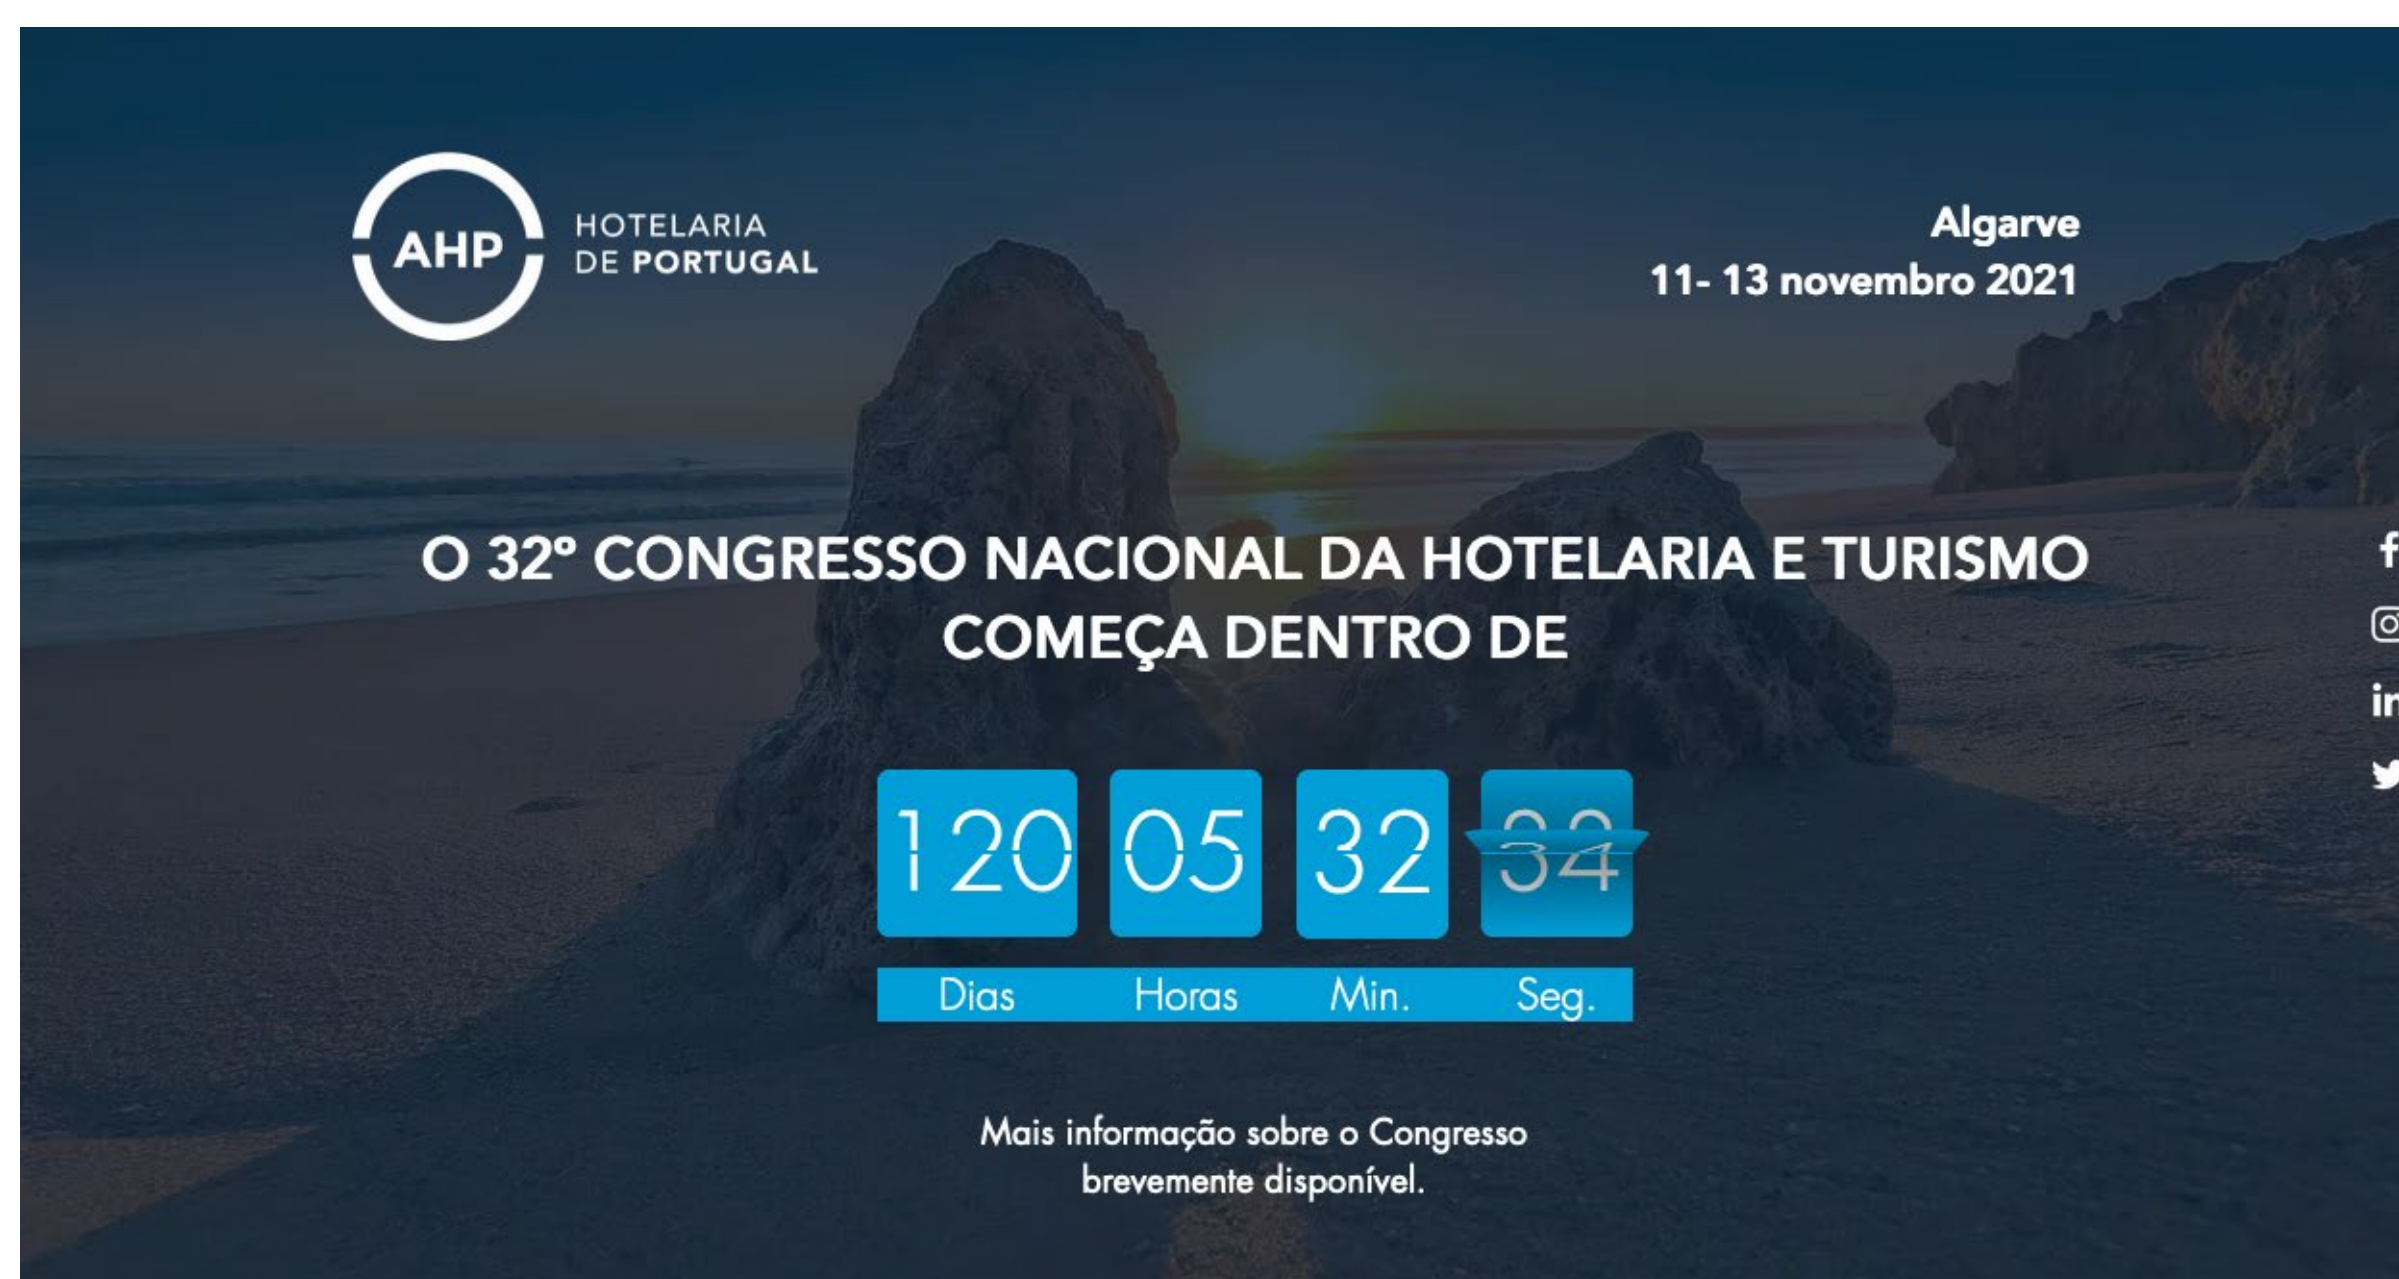 AHP
HOTELARIA
DE PORTUGAL
Algarve
11- 13 novembro 2021
O 32º CONGRESSO NACIONAL DA HOTELARIA E TURISMO
COMEÇA DENTRO DE
120 05 32
Dias Horas Min. Seg.
Mais informação sobre o Congresso
brevemente disponível.